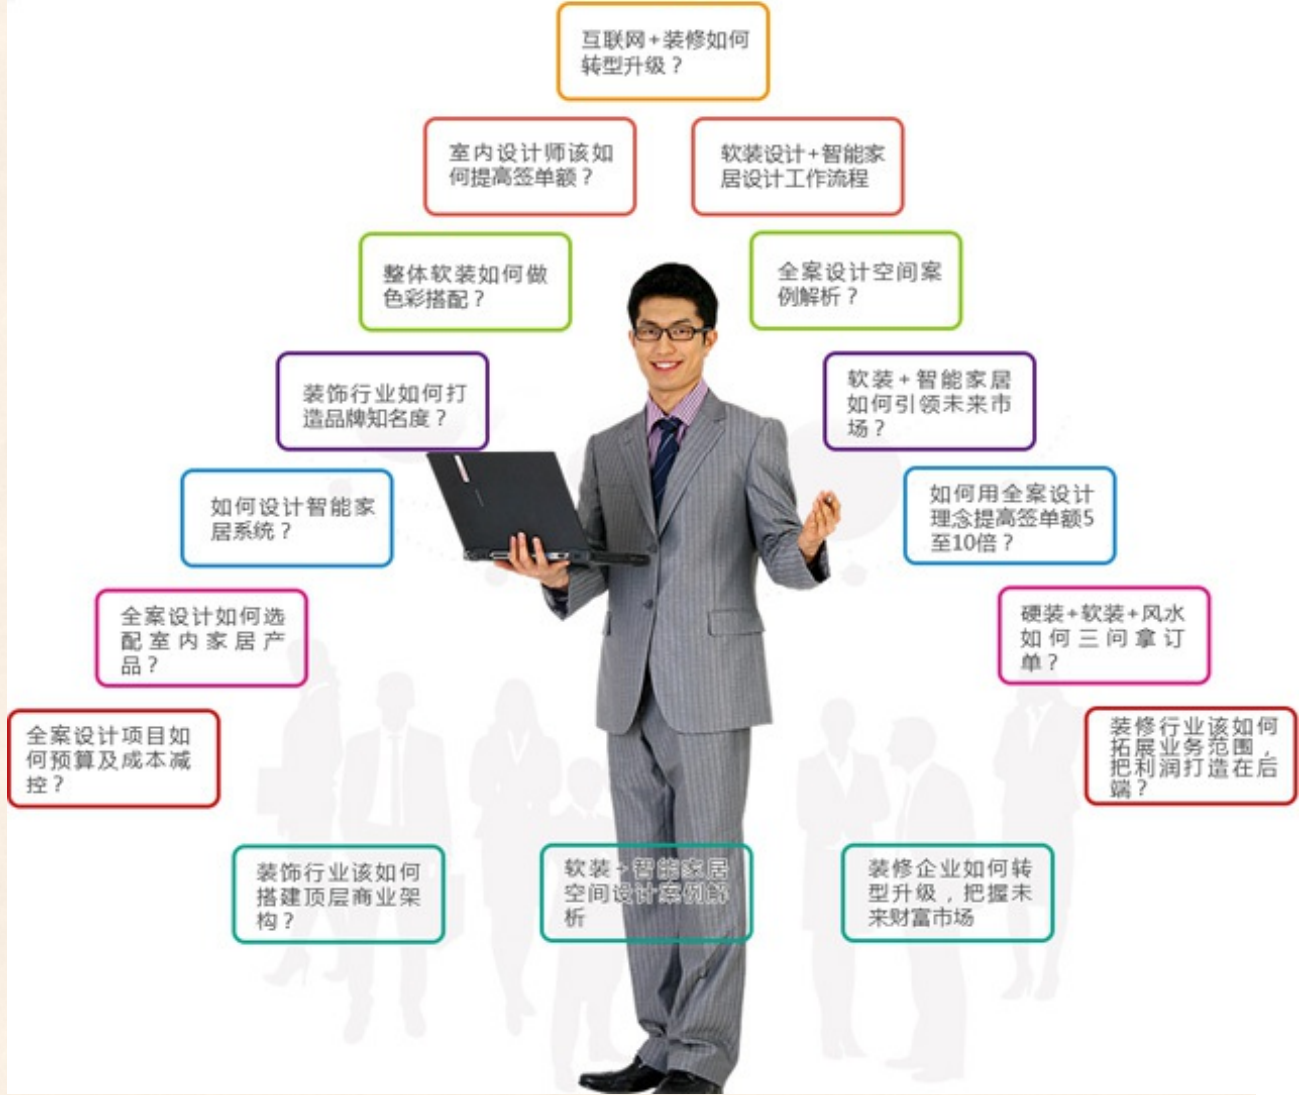 互联网+装修如何
转型升级？
室内设计师该如
何提高签单额？
软装设计+智能家
居设计工作流程
整体软装如何做
色彩搭配？
全案设计空间案
例解析？
装饰行业如何打
造品牌知名度？
软装+智能家居
如何引领未来市
场？
如何设计智能家
居系统？
如何用全案设计
理念提高签单额5
至10倍？
全案设计如何选
配室内家居产
品？
硬装+软装+风水
如何三问拿订
单？
全案设计项目如
何预算及成本减
控？
装修行业该如何
拓展业务范围，
把利润打造在后
端？
装饰行业该如何
搭建顶层商业架
构？
软装+智能家居
空间设计案例解
析
装修企业如何转
型升级，把握未
来财富市场